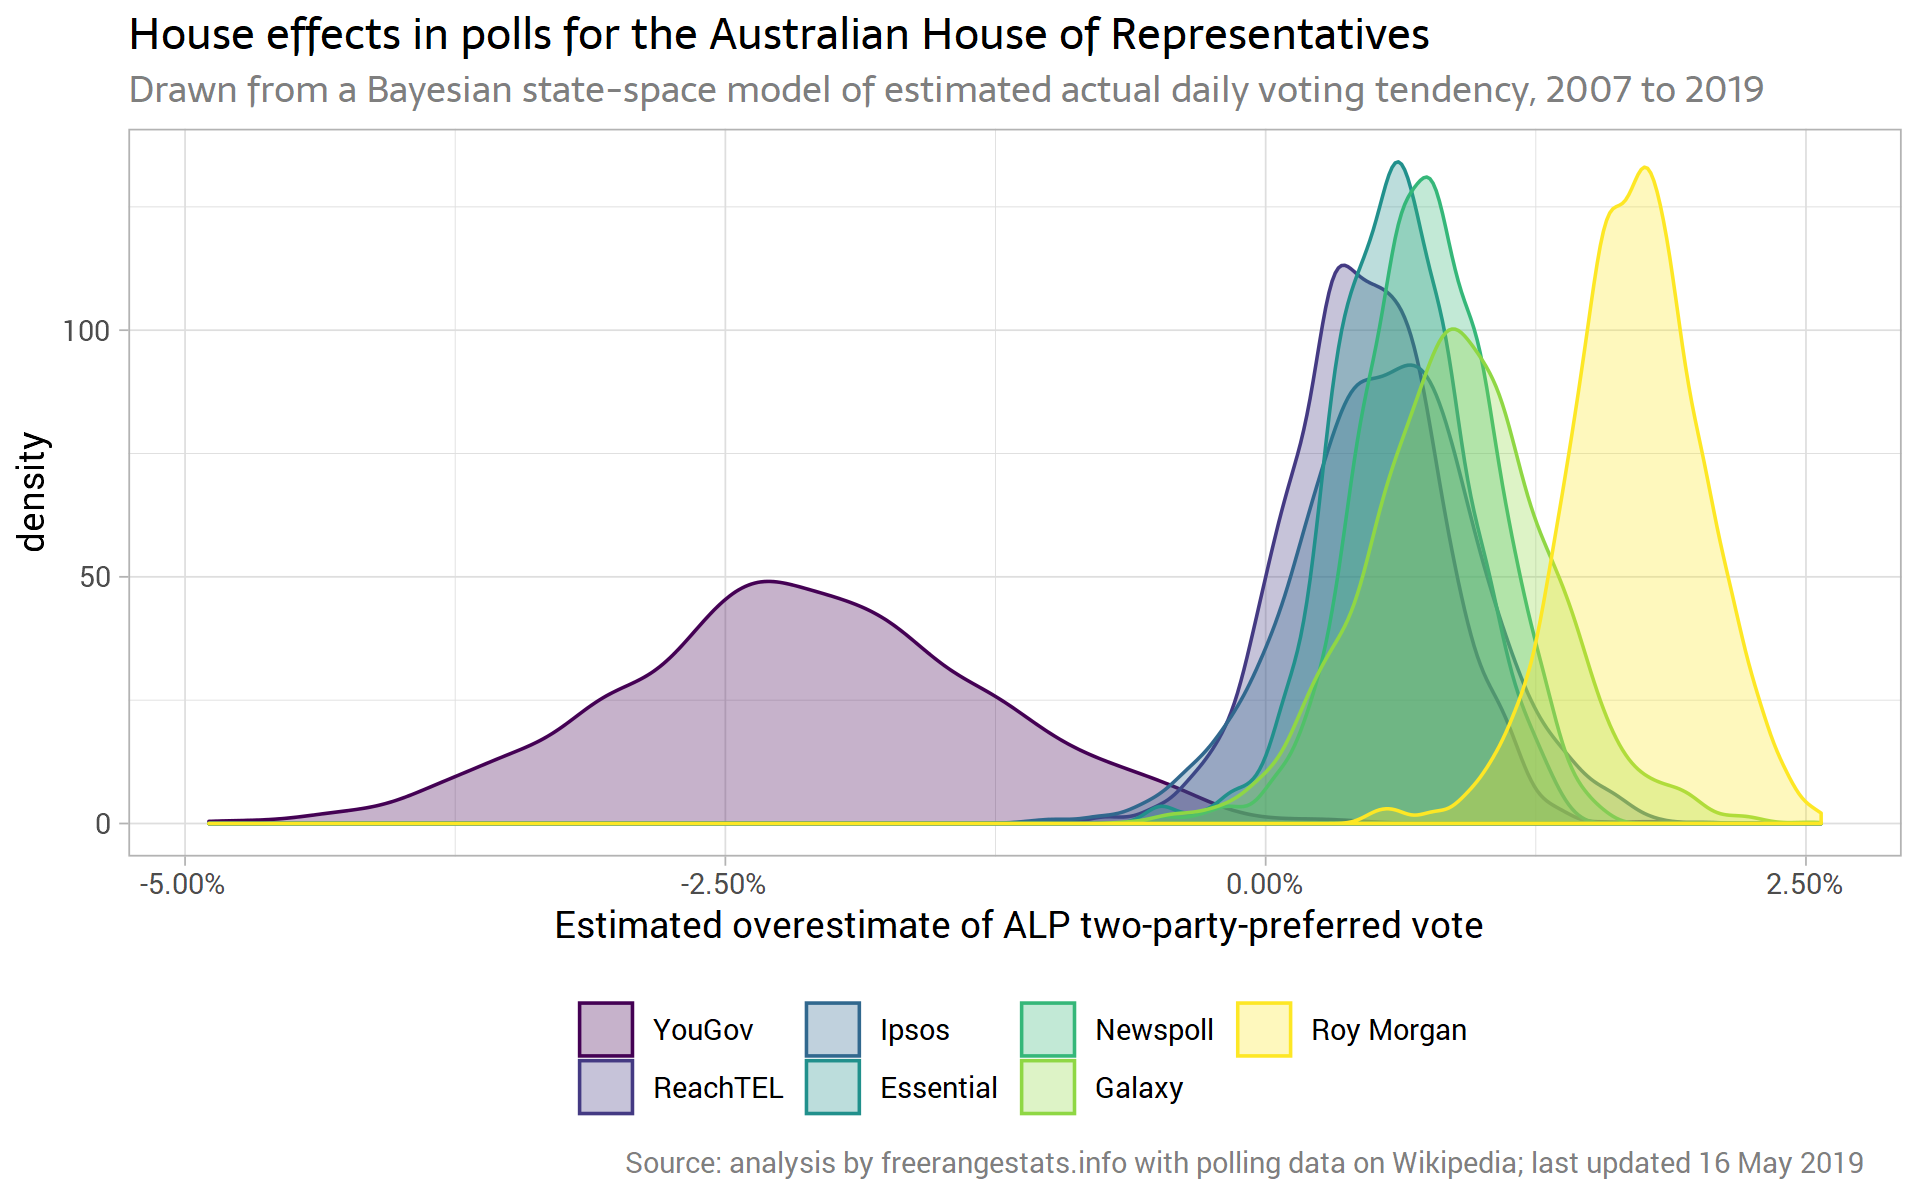 House effects in polls for the Australian House of Representatives
Drawn from a Bayesian state-space model of estimated actual daily voting tendency, 2007 to 2019
density
100
50
0
-5.00% -2.50% 0.00% 2.50%
Estimated overestimate of ALP two-party-preferred vote
YouGov Ipsos Newspoll Roy Morgan
ReachTEL Essential Galaxy
Source: analysis by freerangestats.info with polling data on Wikipedia; last updated 16 May 2019